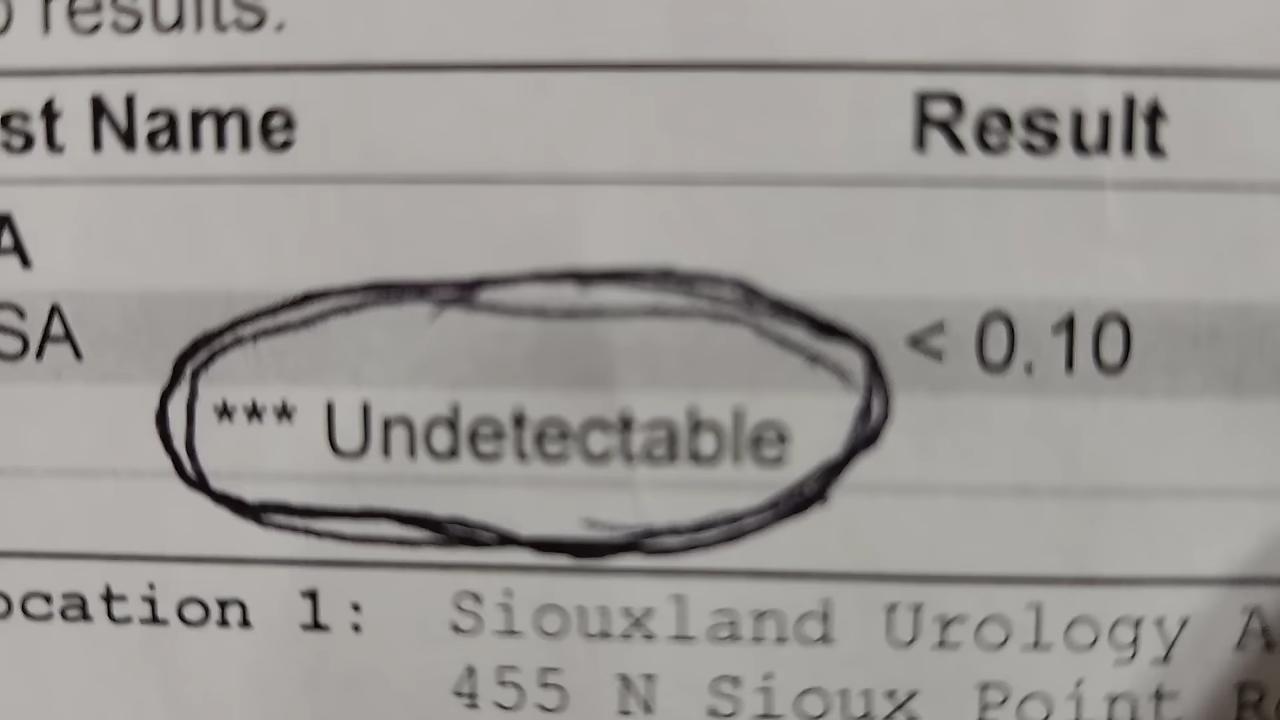 results.
st Name Result
A
SA < 0.10
*** Undetectable
ocation 1: Siouxland Urology A
455 N Sioux Point R